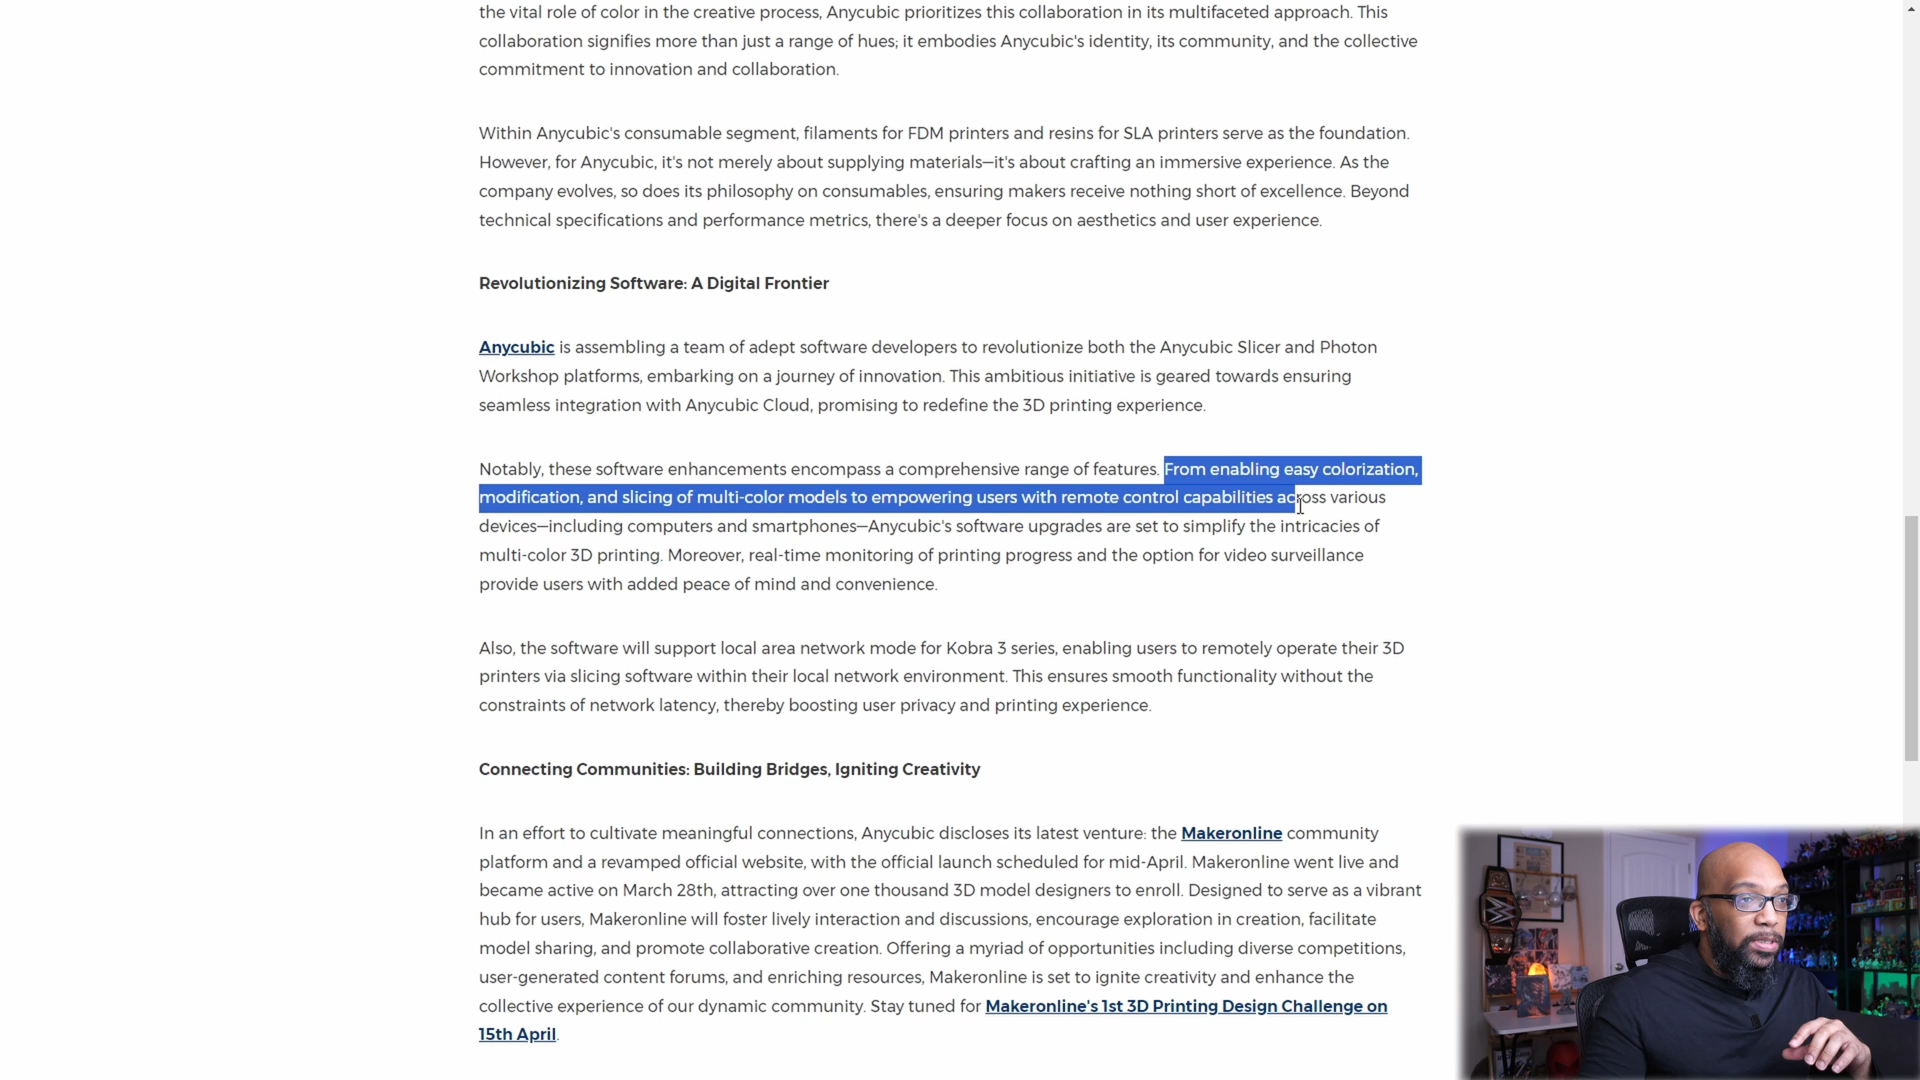 the vital role of color in the creative process, Anycubic prioritizes this collaboration in its multifaceted approach. This
collaboration signifies more than just a range of hues; it embodies Anycubic's identity, its community, and the collective
commitment to innovation and collaboration.
Within Anycubic's consumable segment, filaments for FDM printers and resins for SLA printers serve as the foundation.
However, for Anycubic, it's not merely about supplying materials—it's about crafting an immersive experience. As the
company evolves, so does its philosophy on consumables, ensuring makers receive nothing short of excellence. Beyond
technical specifications and performance metrics, there's a deeper focus on aesthetics and user experience.
Revolutionizing Software: A Digital Frontier
Anycubic is assembling a team of adept software developers to revolutionize both the Anycubic Slicer and Photon
Workshop platforms, embarking on a journey of innovation. This ambitious initiative is geared towards ensuring
seamless integration with Anycubic Cloud, promising to redefine the 3D printing experience.
Notably, these software enhancements encompass a comprehensive range of features. From enabling easy colorization,
modification, and slicing of multi-color models to empowering users with remote control capabilities across various
devices—including computers and smartphones—Anycubic's software upgrades are set to simplify the intricacies of
multi-color 3D printing. Moreover, real-time monitoring of printing progress and the option for video surveillance
provide users with added peace of mind and convenience.
Also, the software will support local area network mode for Kobra 3 series, enabling users to remotely operate their 3D
printers via slicing software within their local network environment. This ensures smooth functionality without the
constraints of network latency, thereby boosting user privacy and printing experience.
Connecting Communities: Building Bridges, Igniting Creativity
In an effort to cultivate meaningful connections, Anycubic discloses its latest venture: the Makeronline community
platform and a revamped official website, with the official launch scheduled for mid-April. Makeronline went live and
became active on March 28th, attracting over one thousand 3D model designers to enroll. Designed to serve as a vibrant
hub for users, Makeronline will foster lively interaction and discussions, encourage exploration in creation, facilitate
model sharing, and promote collaborative creation. Offering a myriad of opportunities including diverse competitions,
user-generated content forums, and enriching resources, Makeronline is set to ignite creativity and enhance the
collective experience of our dynamic community. Stay tuned for Makeronline's 1st 3D Printing Design Challenge on
15th April.